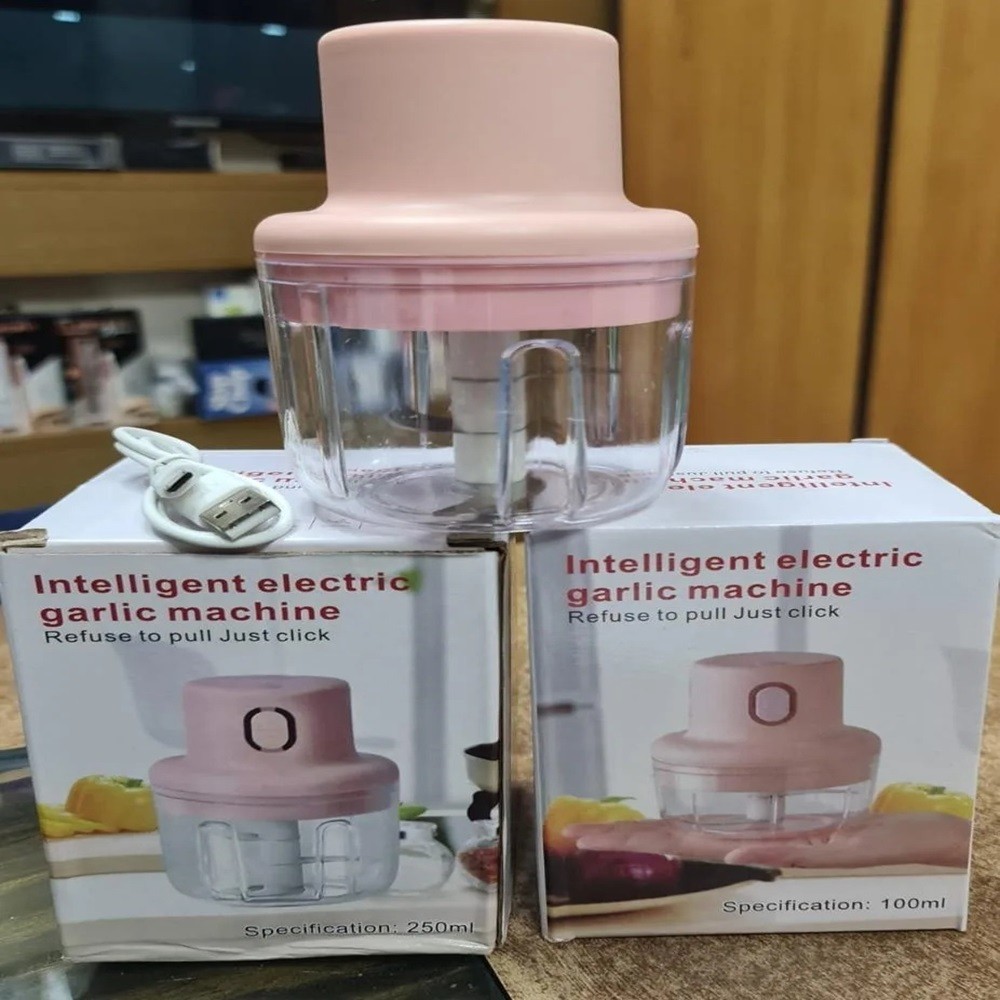 Intelligent electric
garlic machine
Refuse to pull Just click
Specification: 250ml
Intelligent electric
garlic machine
Refuse to pull Just click
Specification: 100ml